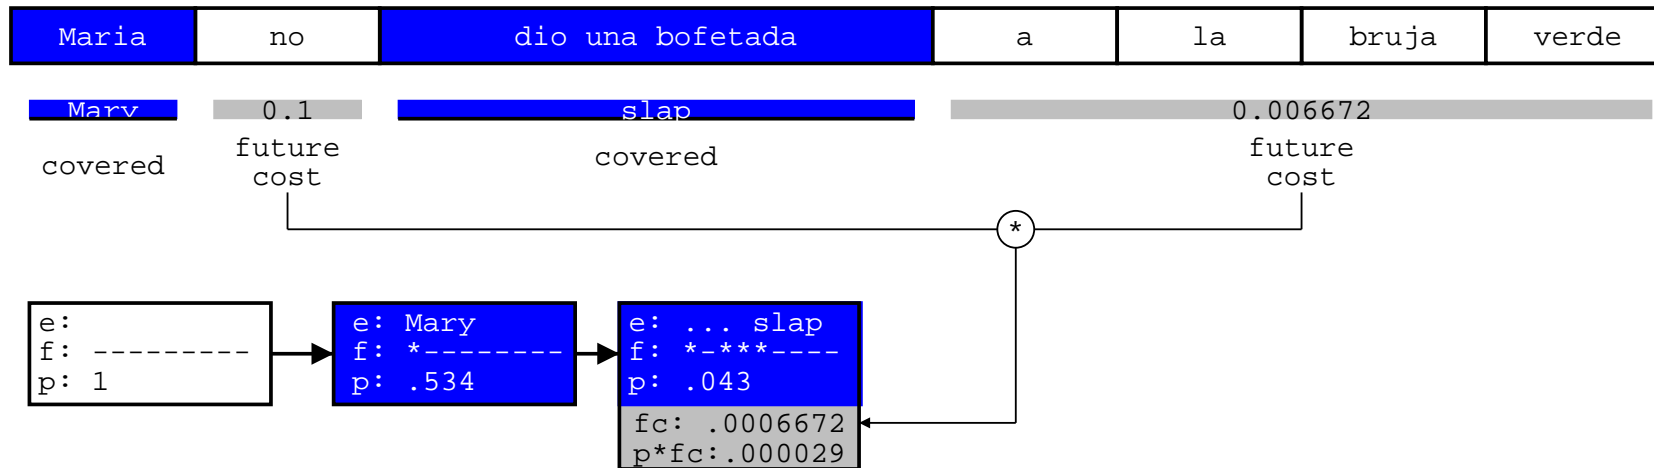 Maria no dio una bofetada a la bruja verde
Mary 0.1 slap 0.006672
covered future cost covered future cost
*
e:
f: ---------
p: 1
e: Mary
f: *--------
p: .534
e: ... slap
f: *-***----
p: .043
fc: .0006672
p*fc:.000029